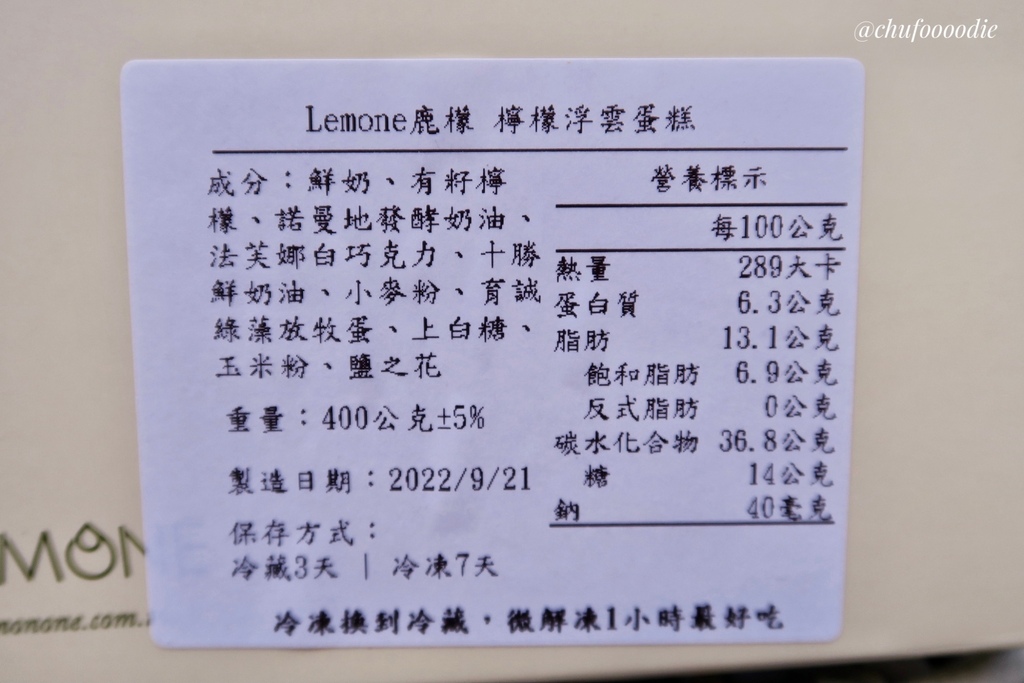 @chufoooodie
Lemone鹿檬 檸檬浮雲蛋糕
成分：鮮奶、有籽檸
檬、諾曼地發酵奶油、
法芙娜白巧克力、十勝
鮮奶油、小麥粉、育誠
綠藻放牧蛋、上白糖、
玉米粉、鹽之花
重量：400公克±5%
製造日期：2022/9/21
保存方式：
冷藏3天 | 冷凍7天
營養標示
每100公克
熱量 289大卡
蛋白質 6.3公克
脂肪 13.1公克
飽和脂肪 6.9公克
反式脂肪 0公克
碳水化合物 36.8公克
糖 14公克
鈉 40毫克
冷凍換到冷藏，微解凍1小時最好吃
MON